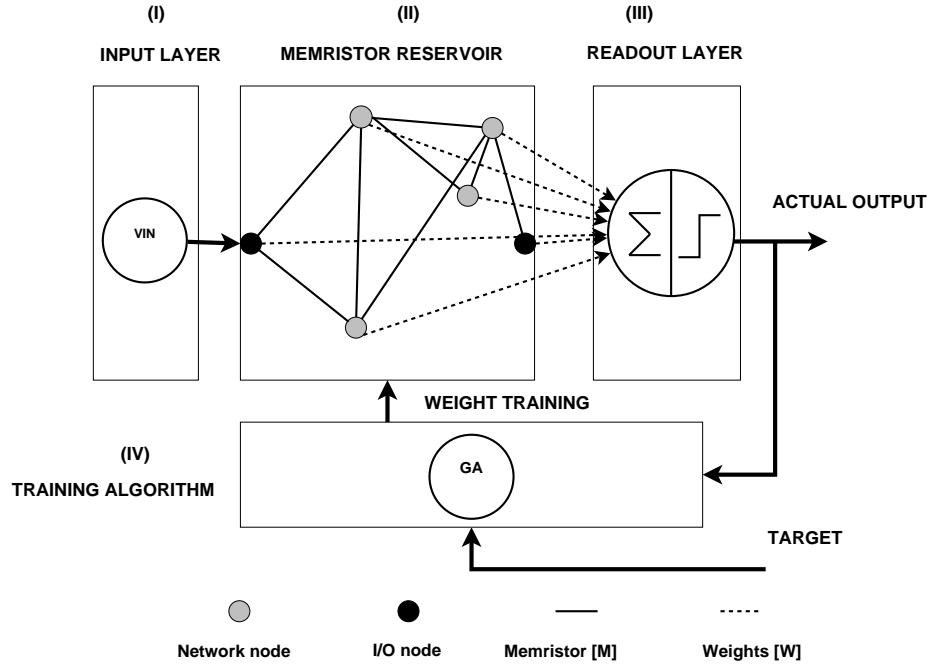 (I)
(II)
(III)
INPUT LAYER
MEMRISTOR RESERVOIR
READOUT LAYER
VIN
Σ
ACTUAL OUTPUT
WEIGHT TRAINING
(IV)
TRAINING ALGORITHM
GA
TARGET
Network node
I/O node
Memristor [M]
Weights [W]